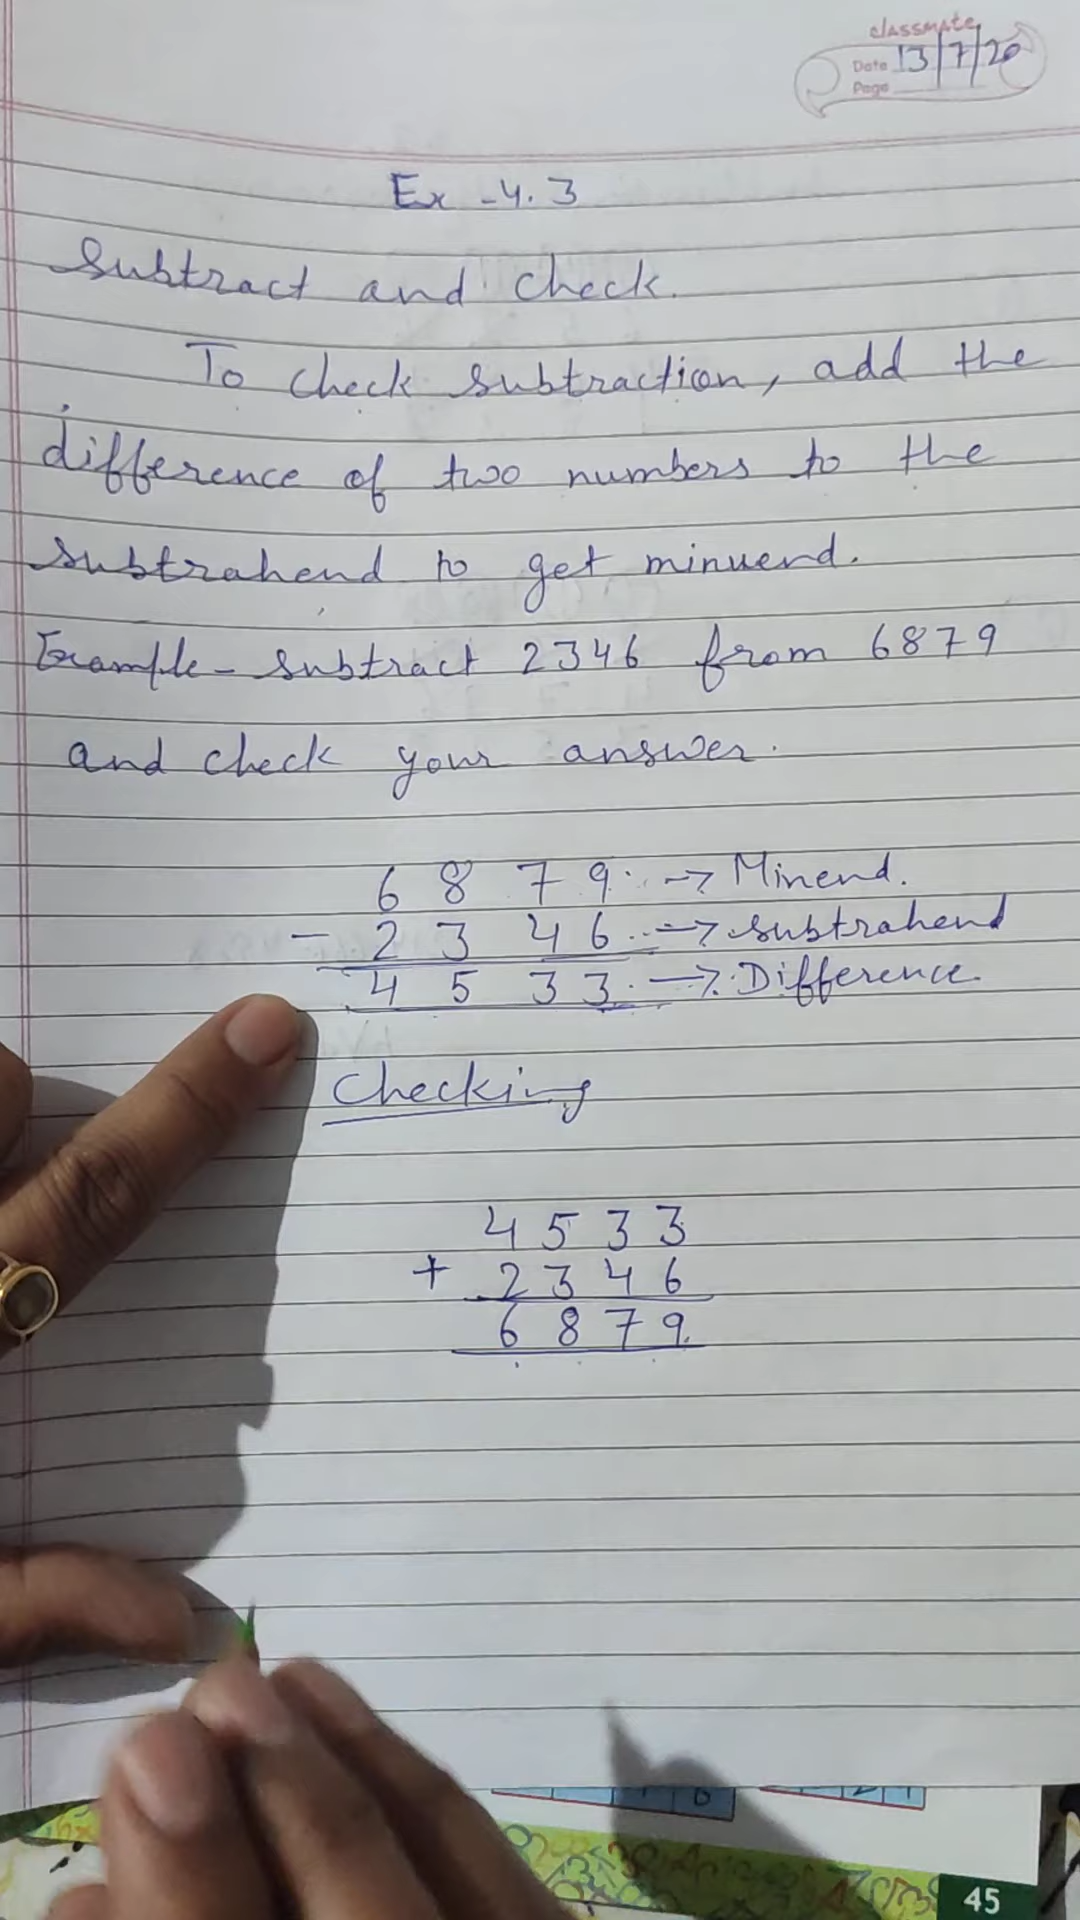 classmate
Date 13/7/20
Page
Ex - 4.3
Subtract and check.
To check subtraction, add the
difference of two numbers to the
subtrahend to get minuend.
Example - subtract 2346 from 6879
and check your answer.
6 8 7 9 → Minend.
- 2 3 4 6 → subtrahend
4 5 3 3 → Difference.
Checking
4 5 3 3
+ 2 3 4 6
6 8 7 9
45